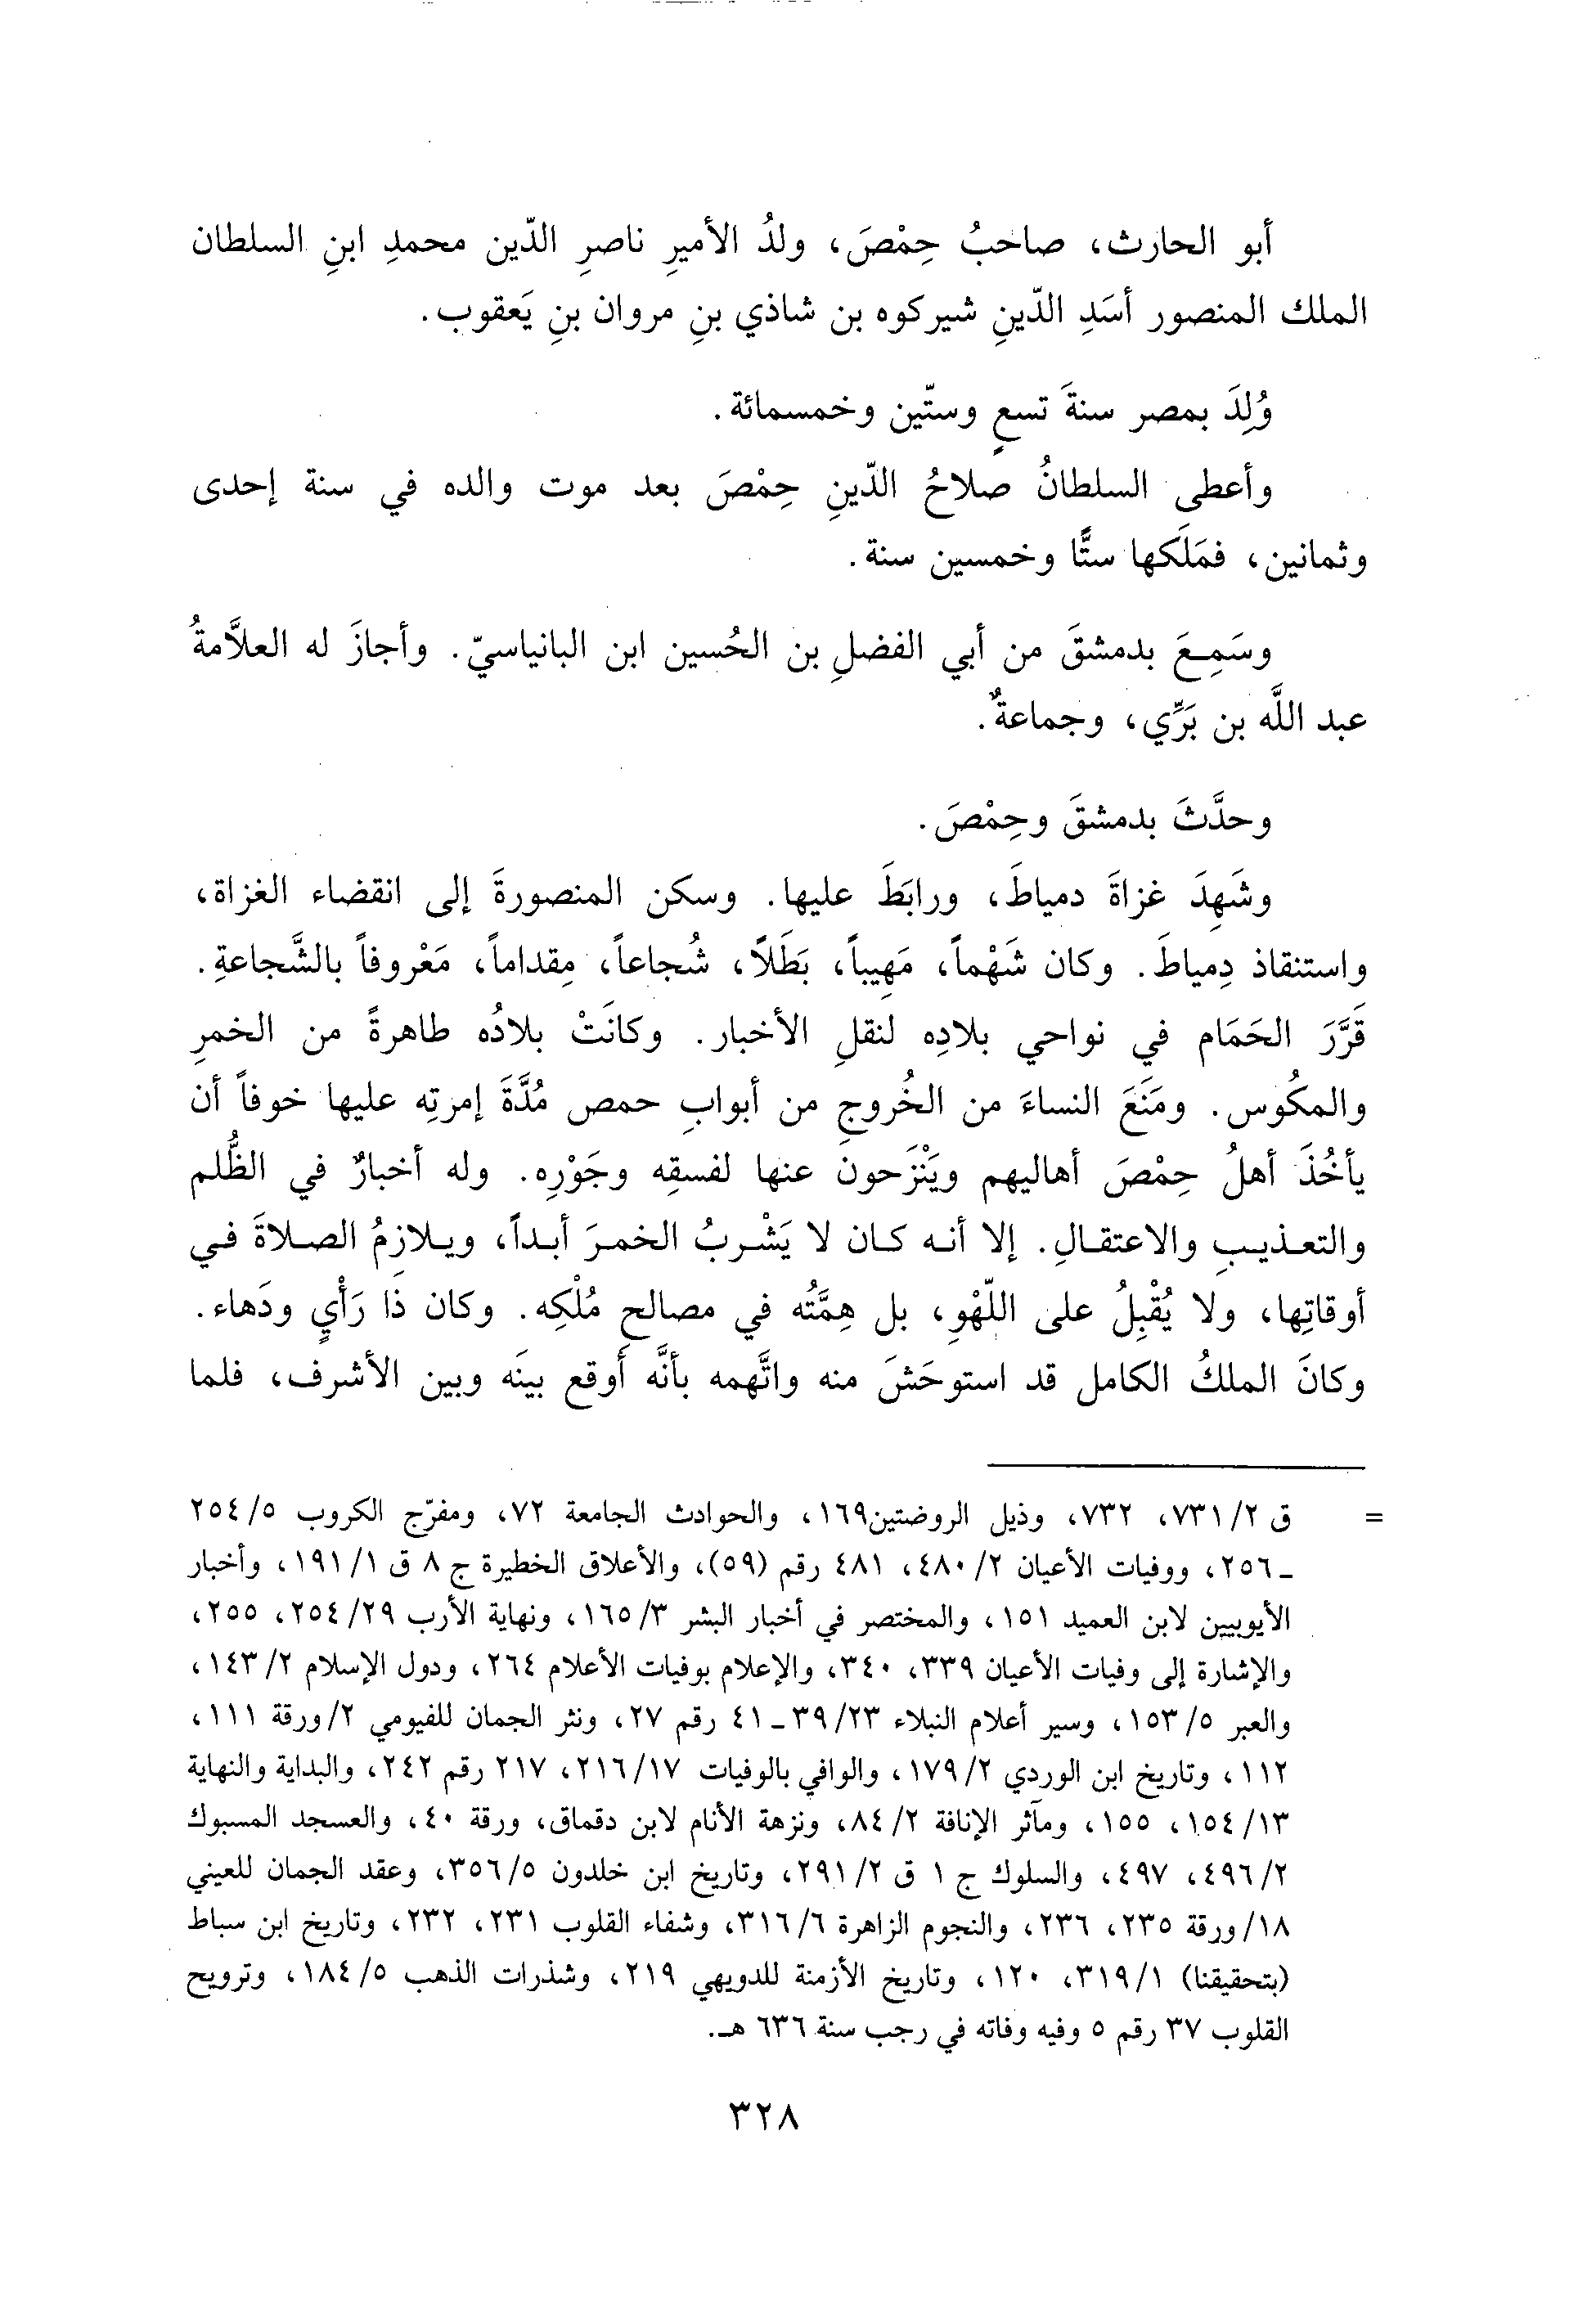 أبو الحارث، صاحبُ حِمْصَ، ولدُ الأميرِ ناصرِ الدّين محمدِ ابنِ السلطان
الملك المنصور أسَدِ الدّينِ شيركوه بن شاذي بنِ مروان بنِ يَعقوب.
وُلِدَ بمصر سنةَ تسعٍ وستّين وخمسمائة.
وأعطى السلطانُ صلاحُ الدّينِ حِمْصَ بعد موت والده في سنة إحدى
وثمانين، فمَلَكها ستًّا وخمسين سنة.
وسَمِعَ بدمشقَ من أبي الفضلِ بن الحُسين ابن البانياسيّ. وأجازَ له العلاَّمةُ
عبد اللَّه بن بَرِّي، وجماعةٌ.
وحدَّثَ بدمشقَ وحِمْصَ.
وشَهِدَ غزاةَ دمياطَ، ورابَطَ عليها. وسكن المنصورةَ إلى انقضاء الغزاة،
واستنقاذ دِمياطَ. وكان شَهْماً، مَهِيباً، بَطَلاً، شُجاعاً، مِقداماً، مَعْروفاً بالشَّجاعةِ.
قَرَّرَ الحَمَام في نواحي بلادِه لنقلِ الأخبار. وكانَتْ بلادُه طاهرةً من الخمرِ
والمكُوس. ومَنَعَ النساءَ من الخُروجِ من أبوابِ حمص مُدَّةَ إمرتِه عليها خوفاً أن
يأخُذَ أهلُ حِمْصَ أهاليهم ويَنْزَحونَ عنها لفسقِه وجَوْرِه. وله أخبارٌ في الظُّلم
والتعذيبِ والاعتقالِ. إلا أنه كان لا يَشْربُ الخمرَ أبداً، ويلازِمُ الصلاةَ في
أوقاتِها، ولا يُقْبِلُ على اللّهْوِ، بل هِمَّتُه في مصالحِ مُلْكِه. وكان ذَا رَأْيٍ ودَهاء.
وكانَ الملكُ الكامل قد استوحَشَ منه واتَّهمه بأنَّه أوقع بينَه وبين الأشرف، فلما
= ق ٢/ ٧٣١، ٧٣٢، وذيل الروضتين١٦٩، والحوادث الجامعة ٧٢، ومفرّج الكروب ٥/ ٢٥٤
ـ ٢٥٦، ووفيات الأعيان ٢/ ٤٨٠، ٤٨١ رقم (٥٩)، والأعلاق الخطيرة ج ٨ ق ١/ ١٩١، وأخبار
الأيوبيين لابن العميد ١٥١، والمختصر في أخبار البشر ٣/ ١٦٥، ونهاية الأرب ٢٩/ ٢٥٤، ٢٥٥،
والإشارة إلى وفيات الأعيان ٣٣٩، ٣٤٠، والإعلام بوفيات الأعلام ٢٦٤، ودول الإسلام ٢/ ١٤٣،
والعبر ٥/ ١٥٣، وسير أعلام النبلاء ٢٣/ ٣٩ ـ ٤١ رقم ٢٧، ونثر الجمان للفيومي ٢/ ورقة ١١١،
١١٢، وتاريخ ابن الوردي ٢/ ١٧٩، والوافي بالوفيات ١٧/ ٢١٦، ٢١٧ رقم ٢٤٢، والبداية والنهاية
١٣/ ١٥٤، ١٥٥، ومآثر الإنافة ٢/ ٨٤، ونزهة الأنام لابن دقماق، ورقة ٤٠، والعسجد المسبوك
٢/ ٤٩٦، ٤٩٧، والسلوك ج ١ ق ٢/ ٢٩١، وتاريخ ابن خلدون ٥/ ٣٥٦، وعقد الجمان للعيني
١٨/ ورقة ٢٣٥، ٢٣٦، والنجوم الزاهرة ٦/ ٣١٦، وشفاء القلوب ٢٣١، ٢٣٢، وتاريخ ابن سباط
(بتحقيقنا) ١/ ٣١٩، ١٢٠، وتاريخ الأزمنة للدويهي ٢١٩، وشذرات الذهب ٥/ ١٨٤، وترويح
القلوب ٣٧ رقم ٥ وفيه وفاته في رجب سنة ٦٣٦ هـ.
٣٢٨